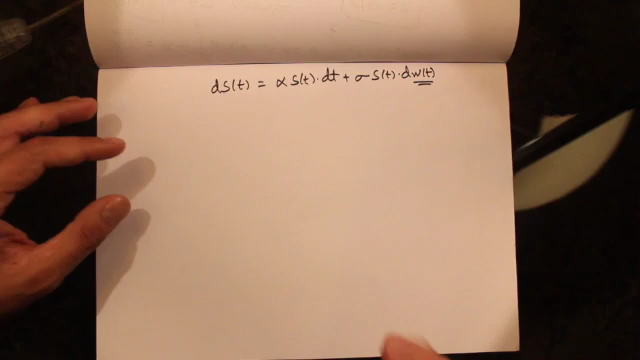 dS(t) = α S(t)·dt + σ S(t)·dW(t)